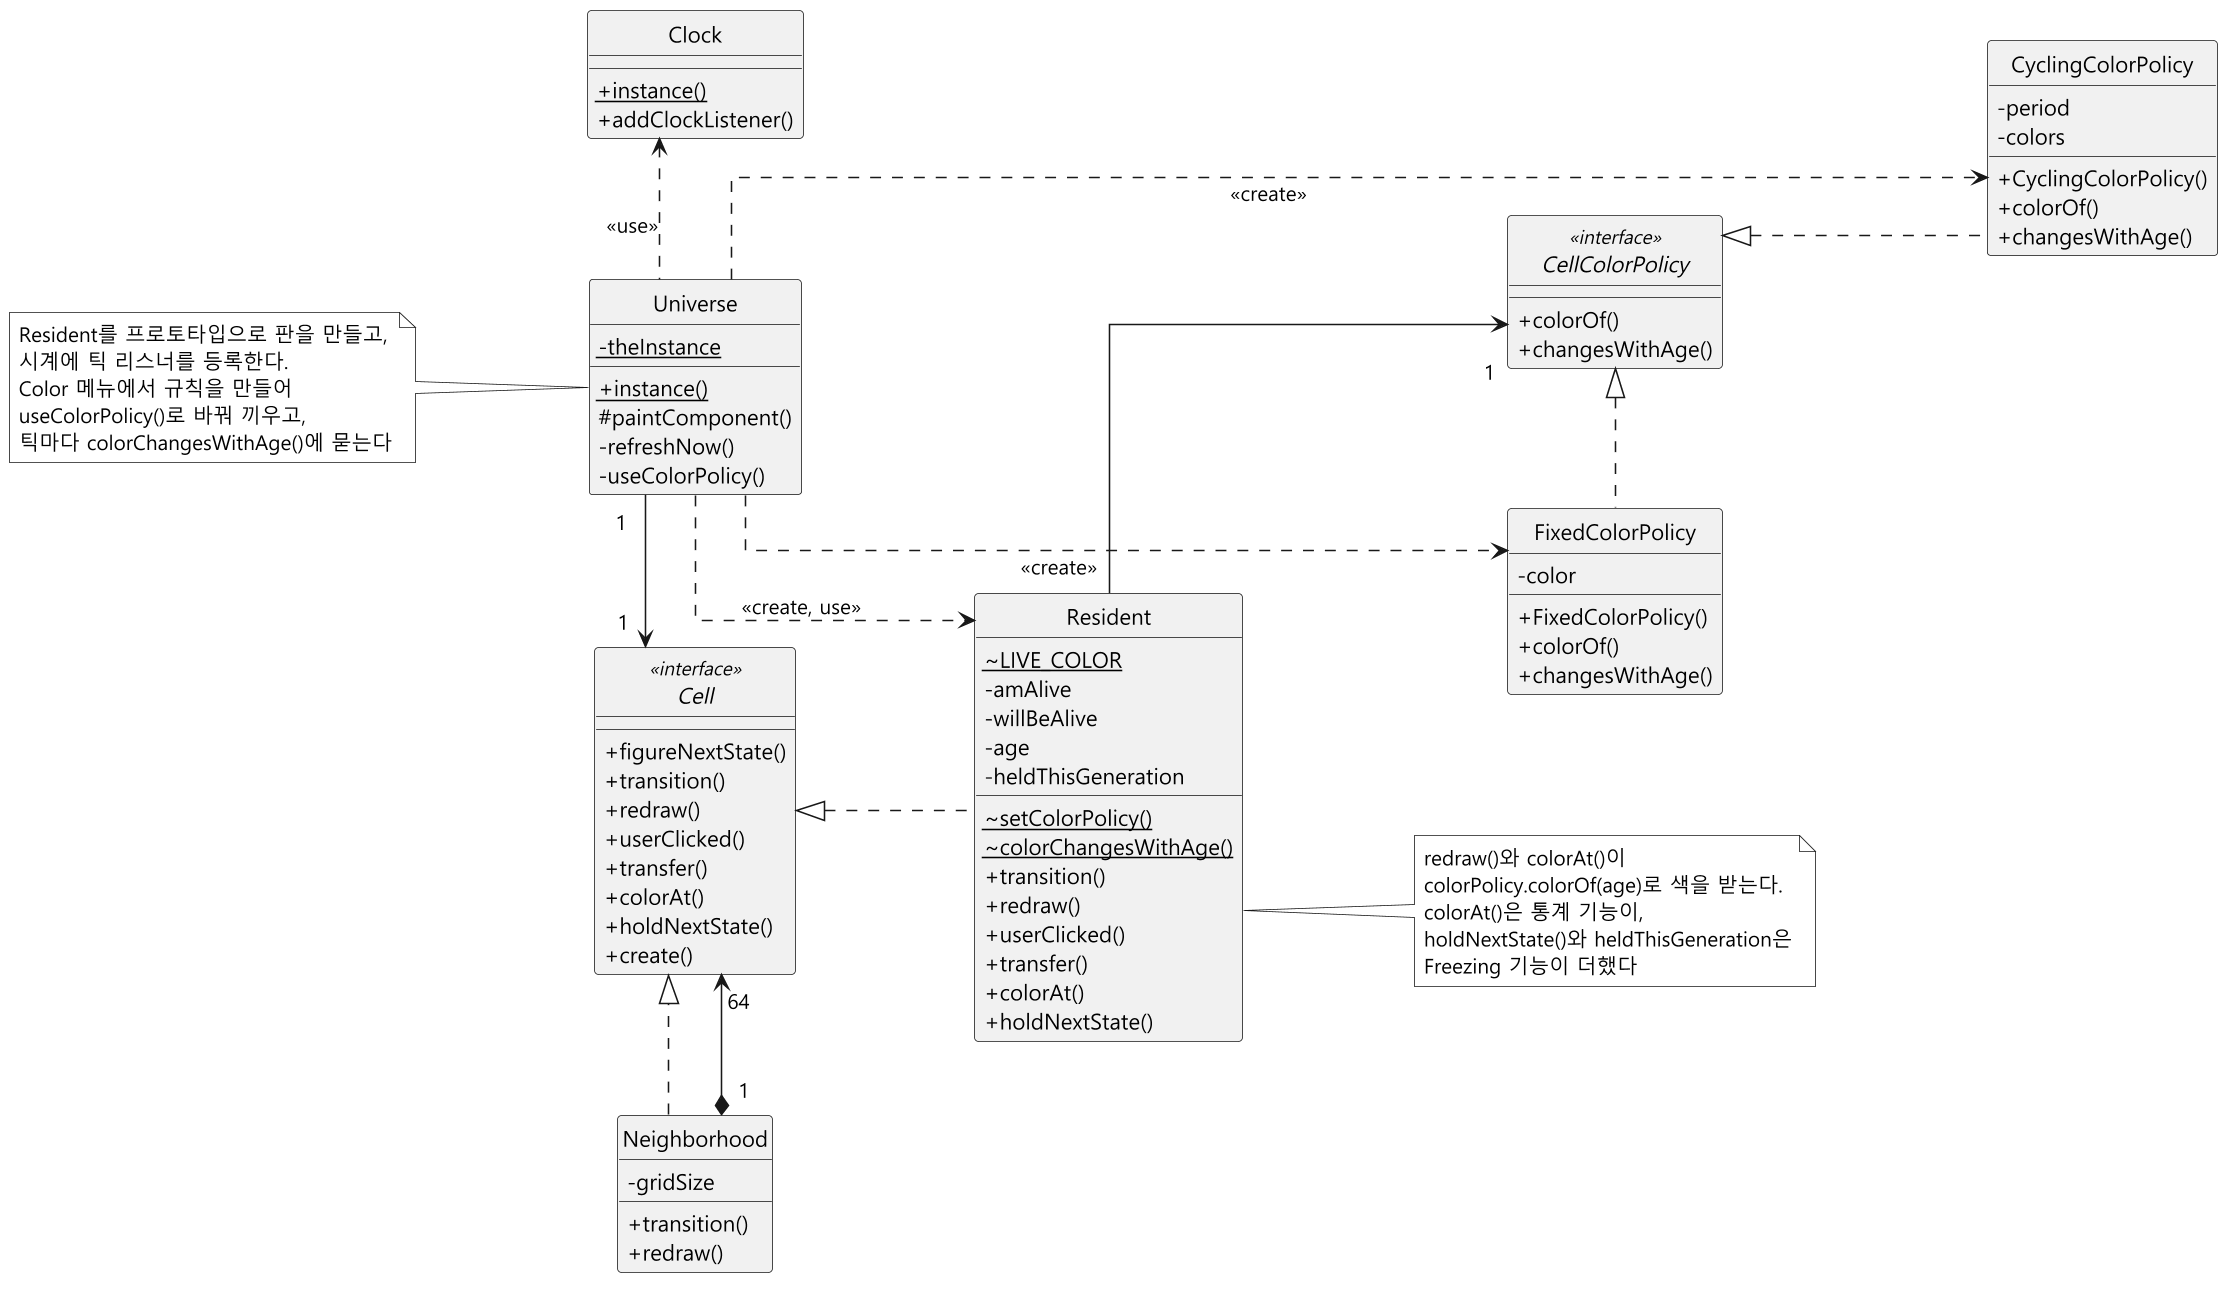 Clock
+instance()
+addClockListener()
CyclingColorPolicy
-period
-colors
+CyclingColorPolicy()
+colorOf()
+changesWithAge()
«create»
«use»
«interface»
CellColorPolicy
+colorOf()
+changesWithAge()
1
Universe
-theInstance
+instance()
#paintComponent()
-refreshNow()
-useColorPolicy()
Resident를 프로토타입으로 판을 만들고,
시계에 틱 리스너를 등록한다.
Color 메뉴에서 규칙을 만들어
useColorPolicy()로 바꿔 끼우고,
틱마다 colorChangesWithAge()에 묻는다
1
1
«create»
«create, use»
FixedColorPolicy
-color
+FixedColorPolicy()
+colorOf()
+changesWithAge()
«interface»
Cell
+figureNextState()
+transition()
+redraw()
+userClicked()
+transfer()
+colorAt()
+holdNextState()
+create()
Resident
~LIVE_COLOR
-amAlive
-willBeAlive
-age
-heldThisGeneration
~setColorPolicy()
~colorChangesWithAge()
+transition()
+redraw()
+userClicked()
+transfer()
+colorAt()
+holdNextState()
redraw()와 colorAt()이
colorPolicy.colorOf(age)로 색을 받는다.
colorAt()은 통계 기능이,
holdNextState()와 heldThisGeneration은
Freezing 기능이 더했다
64
1
Neighborhood
-gridSize
+transition()
+redraw()